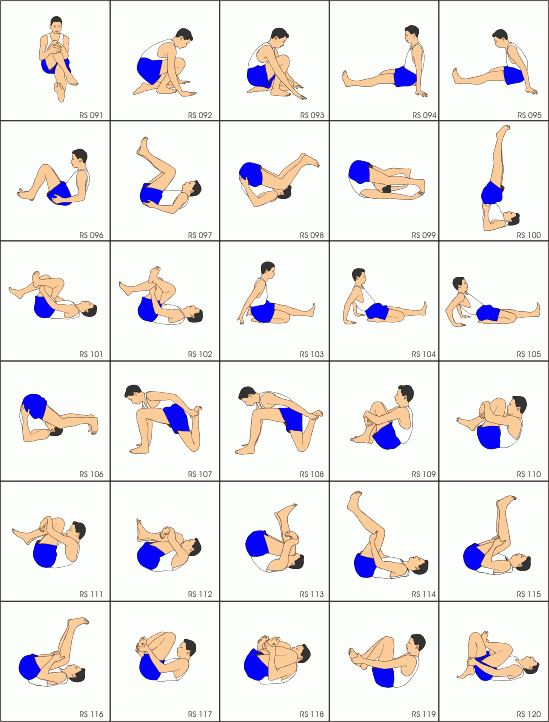 RS 091
RS 092
RS 093
RS 094
RS 095
RS 096
RS 097
RS 098
RS 099
RS 100
RS 101
RS 102
RS 103
RS 104
RS 105
RS 106
RS 107
RS 108
RS 109
RS 110
RS 111
RS 112
RS 113
RS 114
RS 115
RS 116
RS 117
RS 118
RS 119
RS 120